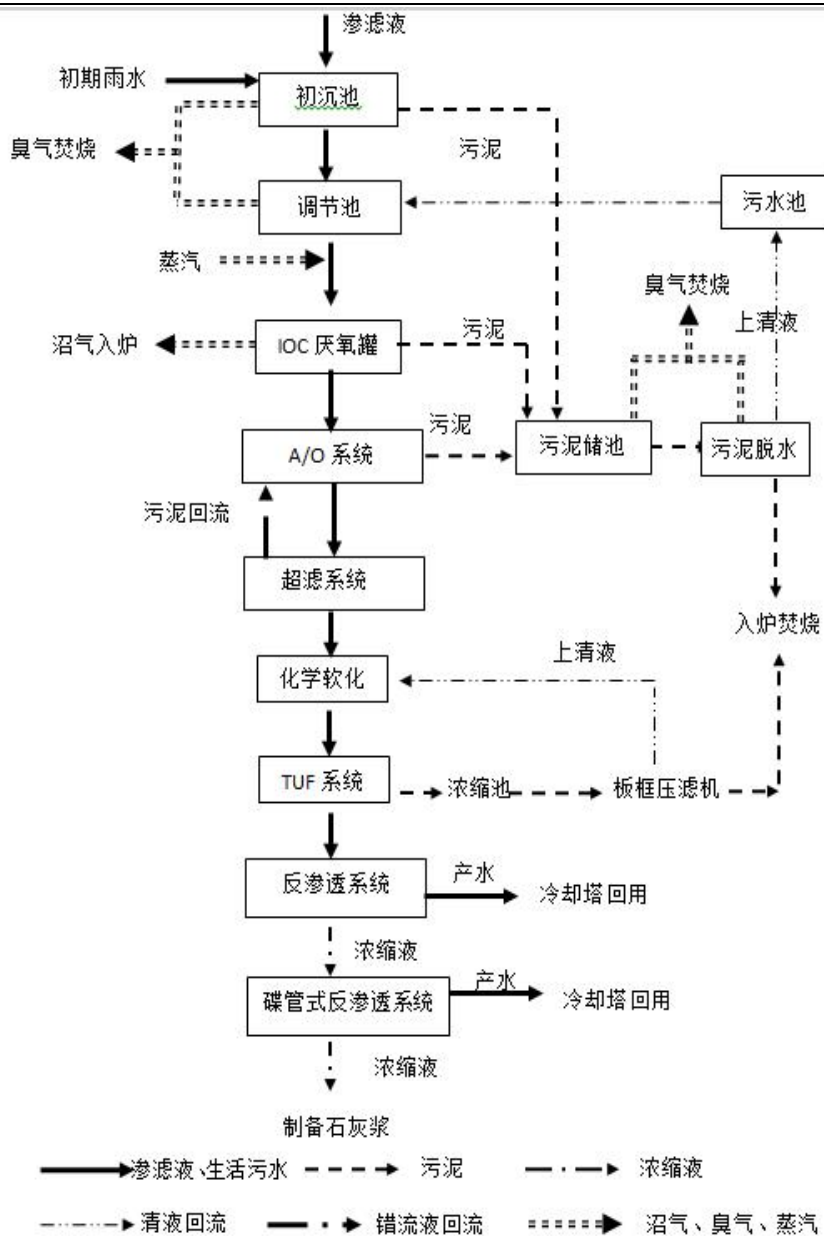 渗滤液
初期雨水
初沉池
臭气焚烧
污泥
调节池
污水池
蒸汽
臭气焚烧
沼气入炉
IOC 厌氧罐
污泥
上清液
A/O 系统
污泥
污泥储池
污泥脱水
污泥回流
超滤系统
入炉焚烧
化学软化
上清液
TUF 系统
浓缩池
板框压滤机
反渗透系统
产水
冷却塔回用
浓缩液
碟管式反渗透系统
产水
冷却塔回用
浓缩液
制备石灰浆
渗滤液、生活污水 污泥 浓缩液
清液回流 错流液回流 沼气、臭气、蒸汽